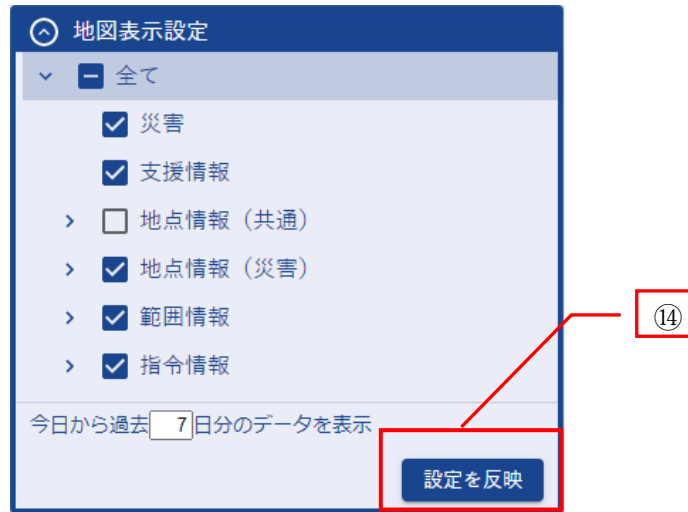 地図表示設定
全て
災害
支援情報
地点情報（共通）
地点情報（災害）
範囲情報
⑭
指令情報
今日から過去 7 日分のデータを表示
設定を反映